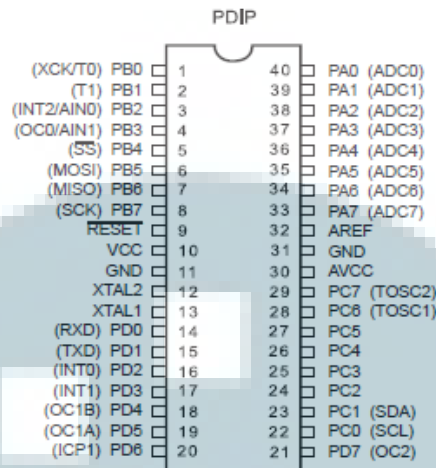 PDIP
(XCK/T0) PB0 1 40 PA0 (ADC0)
(T1) PB1 2 39 PA1 (ADC1)
(INT2/AIN0) PB2 3 38 PA2 (ADC2)
(OC0/AIN1) PB3 4 37 PA3 (ADC3)
(SS) PB4 5 36 PA4 (ADC4)
(MOSI) PB5 6 35 PA5 (ADC5)
(MISO) PB6 7 34 PA6 (ADC6)
(SCK) PB7 8 33 PA7 (ADC7)
RESET 9 32 AREF
VCC 10 31 GND
GND 11 30 AVCC
XTAL2 12 29 PC7 (TOSC2)
XTAL1 13 28 PC6 (TOSC1)
(RXD) PD0 14 27 PC5
(TXD) PD1 15 26 PC4
(INT0) PD2 16 25 PC3
(INT1) PD3 17 24 PC2
(OC1B) PD4 18 23 PC1 (SDA)
(OC1A) PD5 19 22 PC0 (SCL)
(ICP1) PD6 20 21 PD7 (OC2)